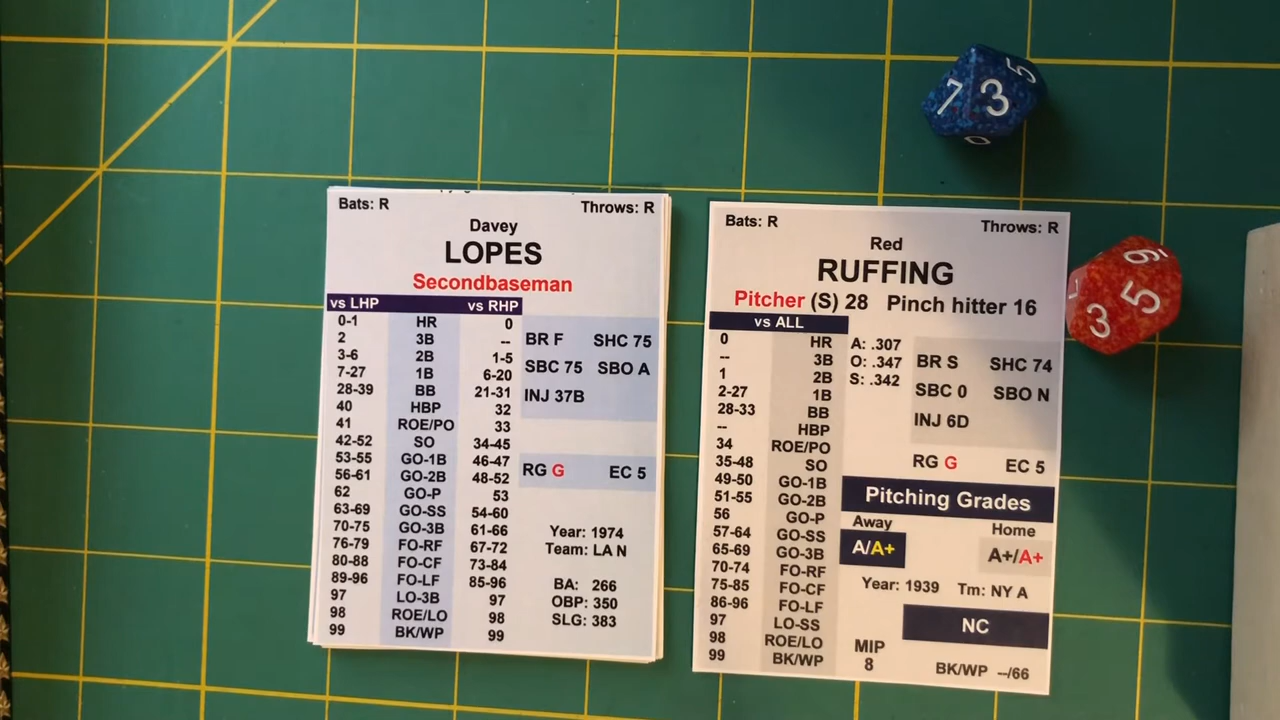 Bats: R Throws: R
Davey
LOPES
Secondbaseman
vs LHP vs RHP
0-1 HR 0
2 3B --
3-6 2B 1-5
7-27 1B 6-20
28-39 BB 21-31
40 HBP 32
41 ROE/PO 33
42-52 SO 34-45
53-55 GO-1B 46-47
56-61 GO-2B 48-52
62 GO-P 53
63-69 GO-SS 54-60
70-75 GO-3B 61-66
76-79 FO-RF 67-72
80-88 FO-CF 73-84
89-96 FO-LF 85-96
97 LO-3B 97
98 ROE/LO 98
99 BK/WP 99
BR F SHC 75
SBC 75 SBO A
INJ 37B
RG G EC 5
Year: 1974
Team: LA N
BA: 266
OBP: 350
SLG: 383
Bats: R Throws: R
Red
RUFFING
Pitcher (S) 28 Pinch hitter 16
vs ALL
0 HR
-- 3B
1 2B
2-27 1B
28-33 BB
-- HBP
34 ROE/PO
35-48 SO
49-50 GO-1B
51-55 GO-2B
56 GO-P
57-64 GO-SS
65-69 GO-3B
70-74 FO-RF
75-85 FO-CF
86-96 FO-LF
97 LO-SS
98 ROE/LO
99 BK/WP
A: .307
O: .347
S: .342
BR S SHC 74
SBC 0 SBO N
INJ 6D
RG G EC 5
Pitching Grades
Away Home
A/A+ A+/A+
Year: 1939 Tm: NY A
NC
MIP
8
BK/WP --/66
7 3 5
0
9
3 5